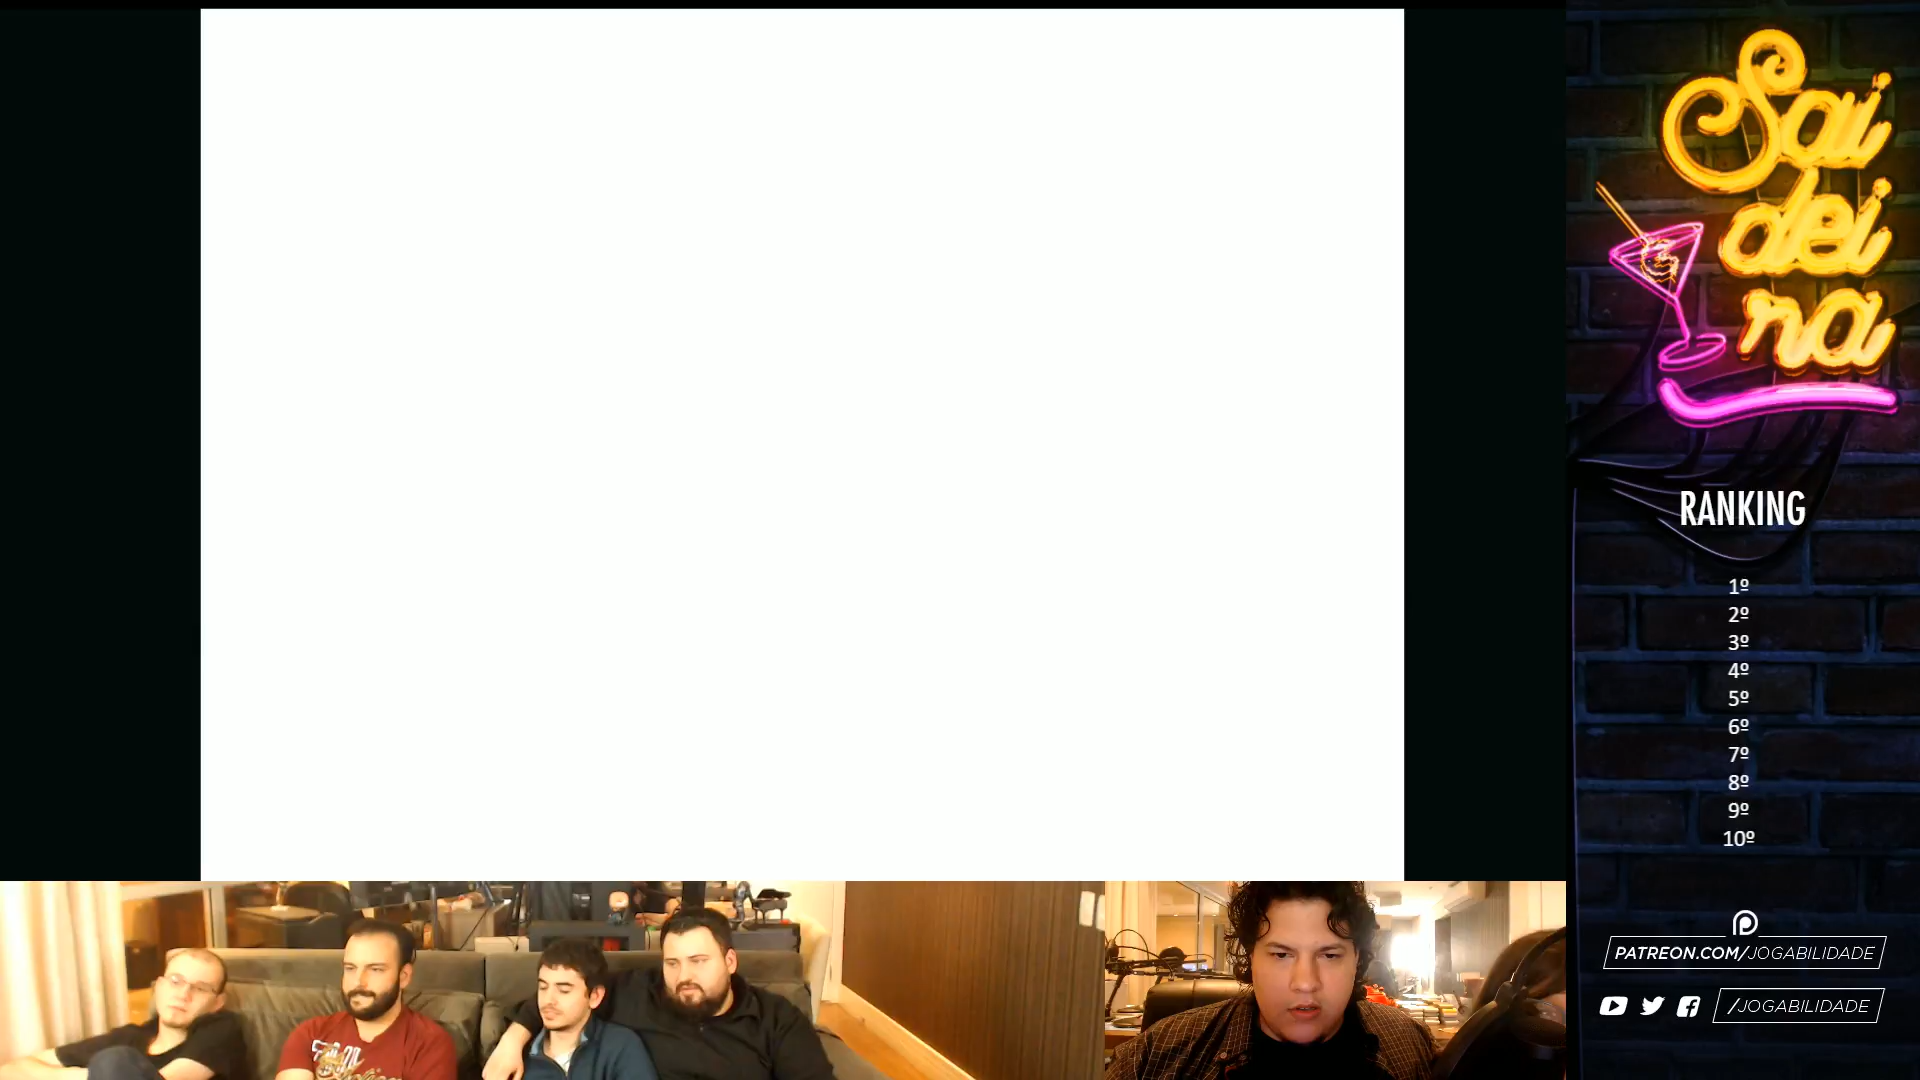 Sai
dei
ra
RANKING
1º
2º
3º
4º
5º
6º
7º
8º
9º
10º
PATREON.COM/JOGABILIDADE
/JOGABILIDADE